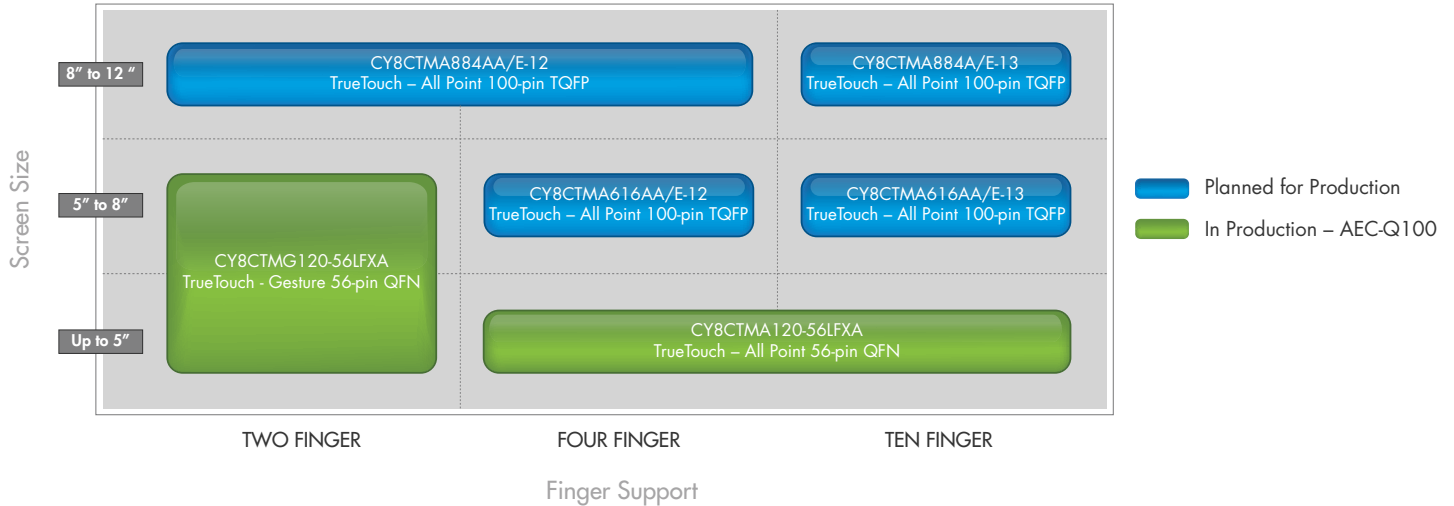 8” to 12 “
CY8CTMA884AA/E-12
TrueTouch – All Point 100-pin TQFP
CY8CTMA884A/E-13
TrueTouch – All Point 100-pin TQFP
Screen Size
5” to 8”
CY8CTMA616AA/E-12
TrueTouch – All Point 100-pin TQFP
CY8CTMA616AA/E-13
TrueTouch – All Point 100-pin TQFP
Planned for Production
In Production – AEC-Q100
CY8CTMG120-56LFXA
TrueTouch - Gesture 56-pin QFN
Up to 5”
CY8CTMA120-56LFXA
TrueTouch – All Point 56-pin QFN
TWO FINGER
FOUR FINGER
TEN FINGER
Finger Support